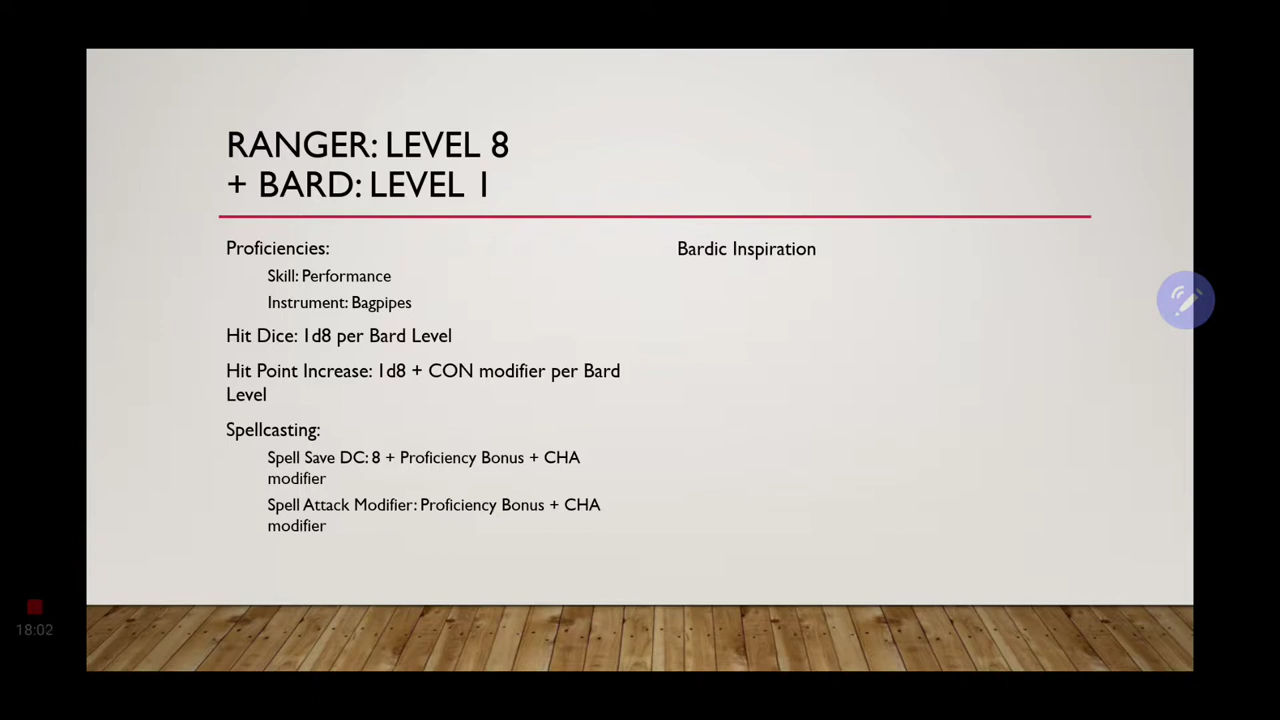 RANGER: LEVEL 8
+ BARD: LEVEL 1
Proficiencies:
Skill: Performance
Instrument: Bagpipes
Hit Dice: 1d8 per Bard Level
Hit Point Increase: 1d8 + CON modifier per Bard
Level
Spellcasting:
Spell Save DC: 8 + Proficiency Bonus + CHA
modifier
Spell Attack Modifier: Proficiency Bonus + CHA
modifier
Bardic Inspiration
18:02